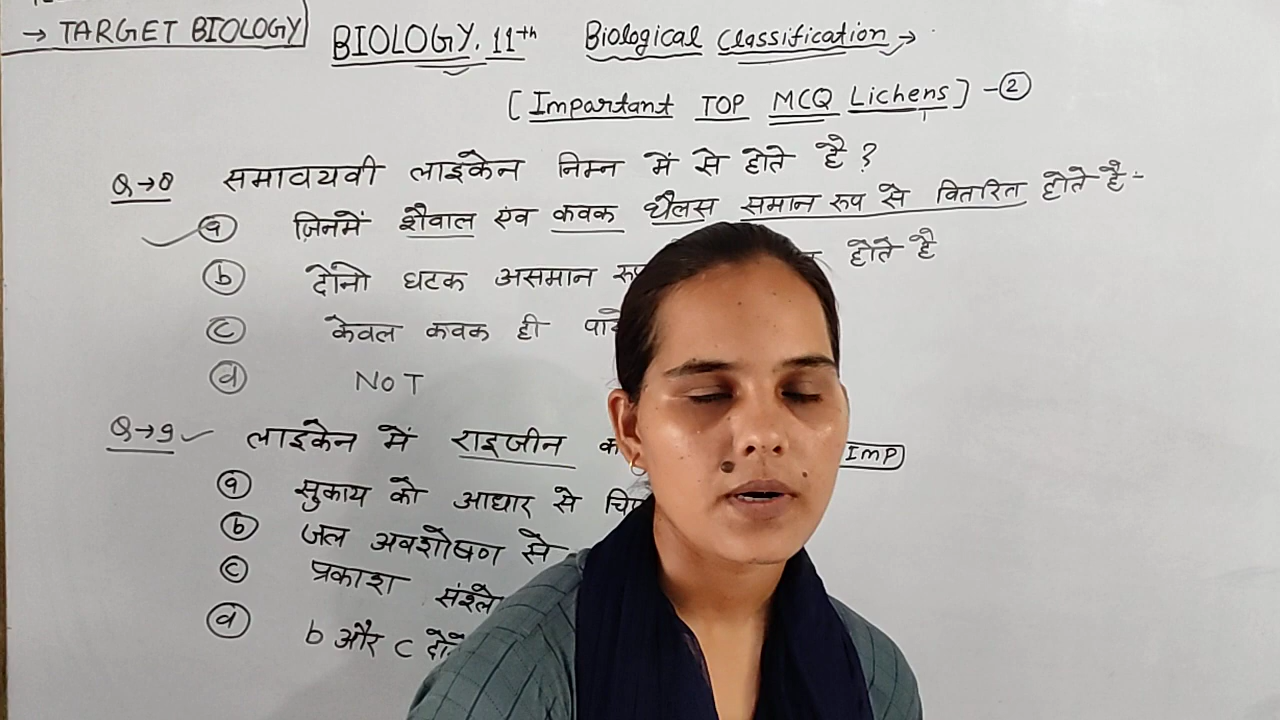 → TARGET BIOLOGY
BIOLOGY. 11th Biological Classification →
[Impartant TOP MCQ Lichens] - ②
Q→8 समावयवी लाइकेन निम्न में से होते है?
ⓐ जिनमें शैवाल एंव कवक थैलस समान रुप से वितरित होते है-
ⓑ दोनो घटक असमान होते है
ⓒ केवल कवक ही
ⓓ NOT
Q→9 लाइकेन में राइजीन IMP
ⓐ सुकाय को आधार से
ⓑ जल अवशोषण से
ⓒ प्रकाश
ⓓ b और c